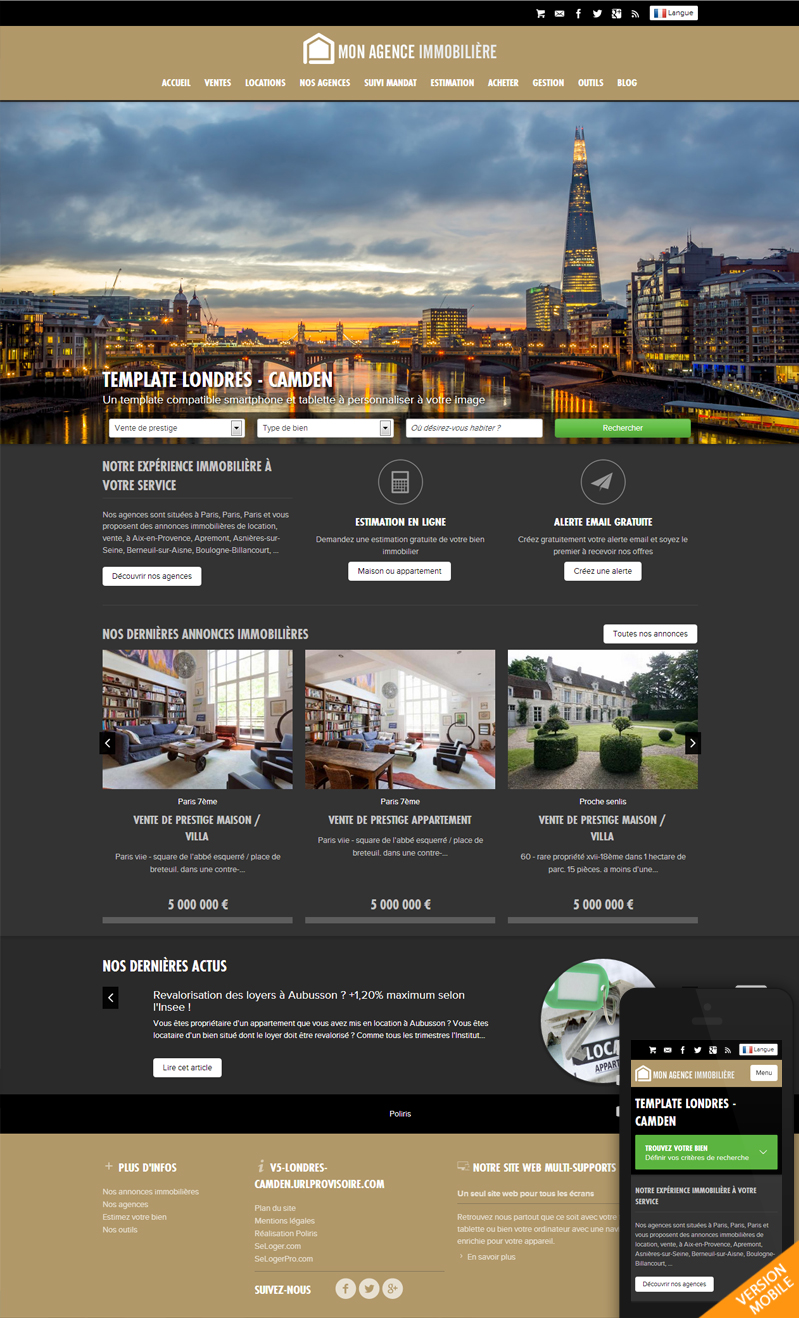 Langue
MON AGENCE IMMOBILIÈRE
ACCUEIL VENTES LOCATIONS NOS AGENCES SUIVI MANDAT ESTIMATION ACHETER GESTION OUTILS BLOG
TEMPLATE LONDRES - CAMDEN
Un template compatible smartphone et tablette à personnaliser à votre image
Vente de prestige Type de bien Où désirez-vous habiter ? Rechercher
NOTRE EXPÉRIENCE IMMOBILIÈRE À
VOTRE SERVICE
Nos agences sont situées à Paris, Paris, Paris et vous
proposent des annonces immobilières de location,
vente, à Aix-en-Provence, Apremont, Asnières-sur-
Seine, Berneuil-sur-Aisne, Boulogne-Billancourt, ...
Découvrir nos agences
ESTIMATION EN LIGNE
Demandez une estimation gratuite de votre bien
immobilier
Maison ou appartement
ALERTE EMAIL GRATUITE
Créez gratuitement votre alerte email et soyez le
premier à recevoir nos offres
Créez une alerte
NOS DERNIÈRES ANNONCES IMMOBILIÈRES
Toutes nos annonces
Paris 7ème
VENTE DE PRESTIGE MAISON /
VILLA
Paris viie - square de l'abbé esquerré / place de
breteuil. dans une contre-...
5 000 000 €
Paris 7ème
VENTE DE PRESTIGE APPARTEMENT
Paris viie - square de l'abbé esquerré / place de
breteuil. dans une contre-...
5 000 000 €
Proche senlis
VENTE DE PRESTIGE MAISON /
VILLA
60 - rare propriété xvii-18ème dans 1 hectare de
parc. 15 pièces. a moins d'une...
5 000 000 €
NOS DERNIÈRES ACTUS
Revalorisation des loyers à Aubusson ? +1,20% maximum selon
l'Insee !
Vous êtes propriétaire d'un appartement que vous avez mis en location à Aubusson ? Vous êtes
locataire d'un bien situé dont le loyer doit être revalorisé ? Comme tous les trimestres l'Institut...
Lire cet article
LOCA
APPART
Poliris
PLUS D'INFOS
Nos annonces immobilières
Nos agences
Estimez votre bien
Nos outils
V5-LONDRES-
CAMDEN.URLPROVISOIRE.COM
Plan du site
Mentions légales
Réalisation Poliris
SeLoger.com
SeLogerPro.com
SUIVEZ-NOUS
NOTRE SITE WEB MULTI-SUPPORTS
Un seul site web pour tous les écrans
Retrouvez nous partout que ce soit avec votre
tablette ou bien votre ordinateur avec une navi
enrichie pour votre appareil.
En savoir plus
Langue
MON AGENCE IMMOBILIÈRE
Menu
TEMPLATE LONDRES -
CAMDEN
TROUVEZ VOTRE BIEN
Définir vos critères de recherche
NOTRE EXPÉRIENCE IMMOBILIÈRE À VOTRE
SERVICE
Nos agences sont situées à Paris, Paris, Paris et
vous proposent des annonces immobilières de
location, vente, à Aix-en-Provence, Apremont,
Asnières-sur-Seine, Berneuil-sur-Aisne, Boulogne-
Billancourt, ...
Découvrir nos agences
VERSION
MOBILE